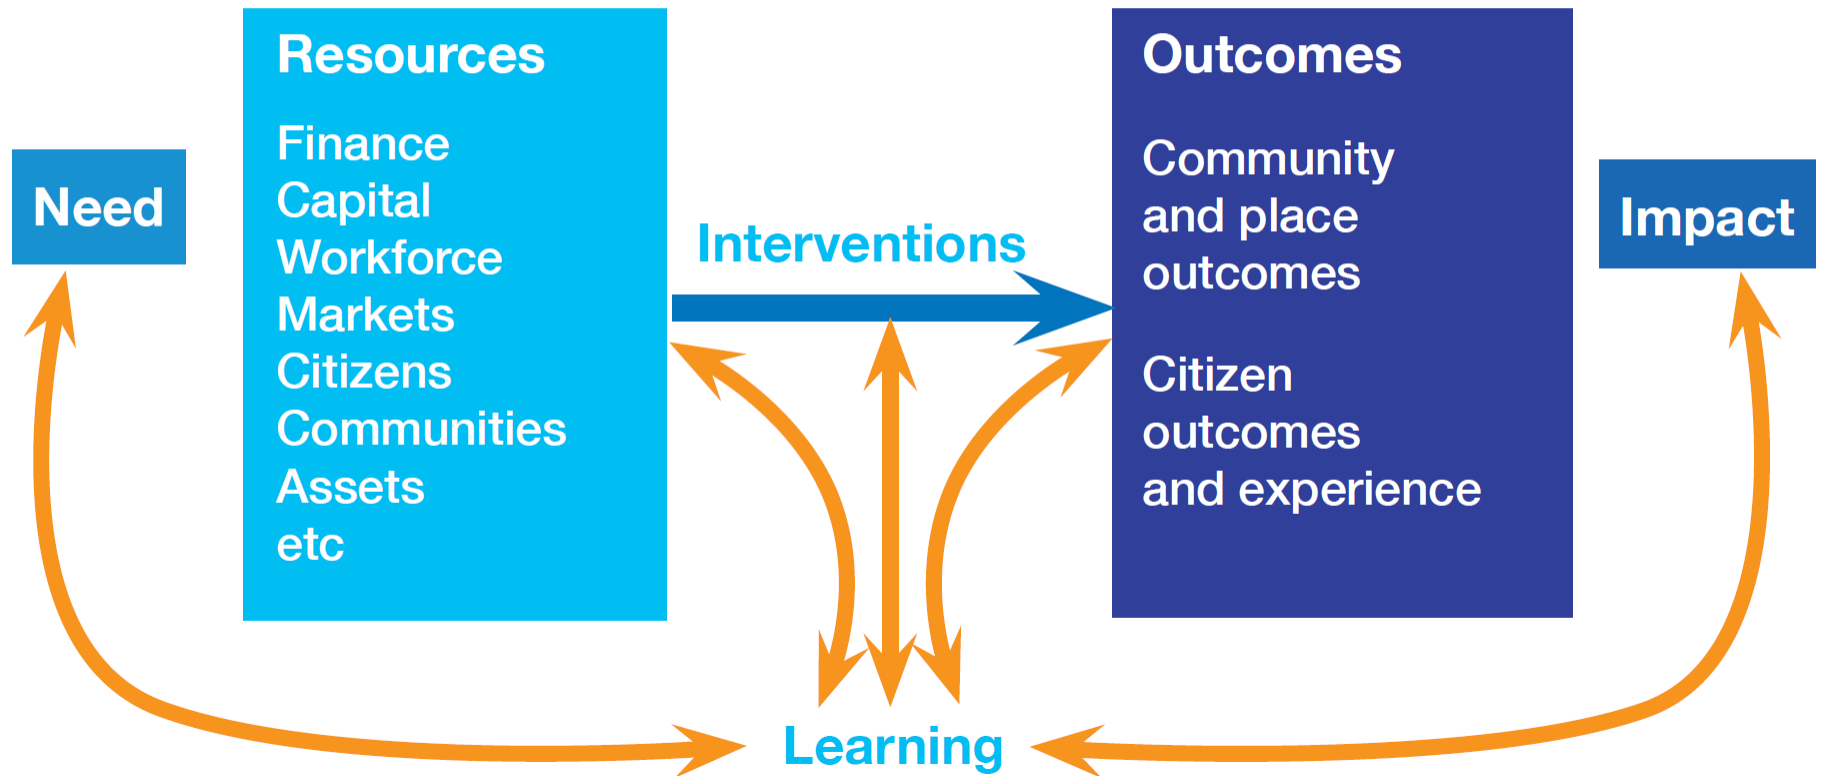 Need
Resources
Finance
Capital
Workforce
Markets
Citizens
Communities
Assets
etc
Interventions
Outcomes
Community
and place
outcomes
Citizen
outcomes
and experience
Impact
Learning